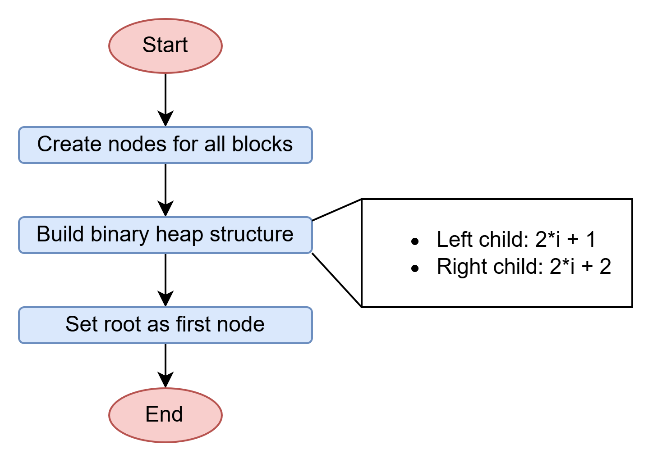 Start
Create nodes for all blocks
Build binary heap structure
• Left child: 2*i + 1
• Right child: 2*i + 2
Set root as first node
End